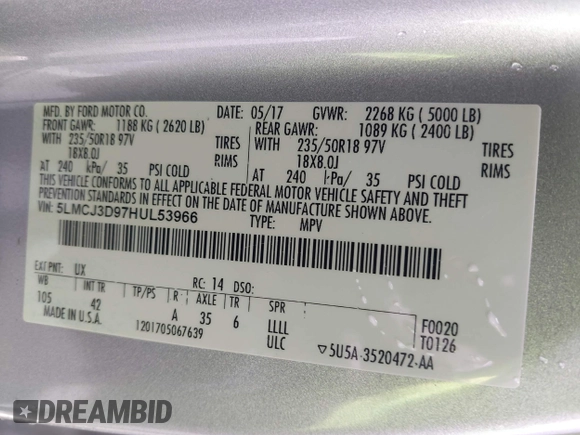 MFD. BY FORD MOTOR CO.
DATE: 05/17 GVWR: 2268 KG ( 5000 LB)
FRONT GAWR: 1188 KG ( 2620 LB) REAR GAWR: 1089 KG ( 2400 LB)
WITH 235/50R18 97V TIRES WITH 235/50R18 97V TIRES
18X8.0J RIMS 18X8.0J RIMS
AT 240 kPa/ 35 PSI COLD AT 240 kPa/ 35 PSI COLD
THIS VEHICLE CONFORMS TO ALL APPLICABLE FEDERAL MOTOR VEHICLE SAFETY AND THEFT
PREVENTION STANDARDS IN EFFECT ON THE DATE OF MANUFACTURE SHOWN ABOVE.
VIN: 5LMCJ3D97HUL53966 TYPE: MPV
EXT PNT: UX RC: 14 DSO:
WB INT TR TP/PS R AXLE TR SPR
105 42 A 35 6 LLLL F0020
MADE IN U.S.A. 1201705067639 ULC T0126
▽5U5A-3520472-AA
DREAMBID